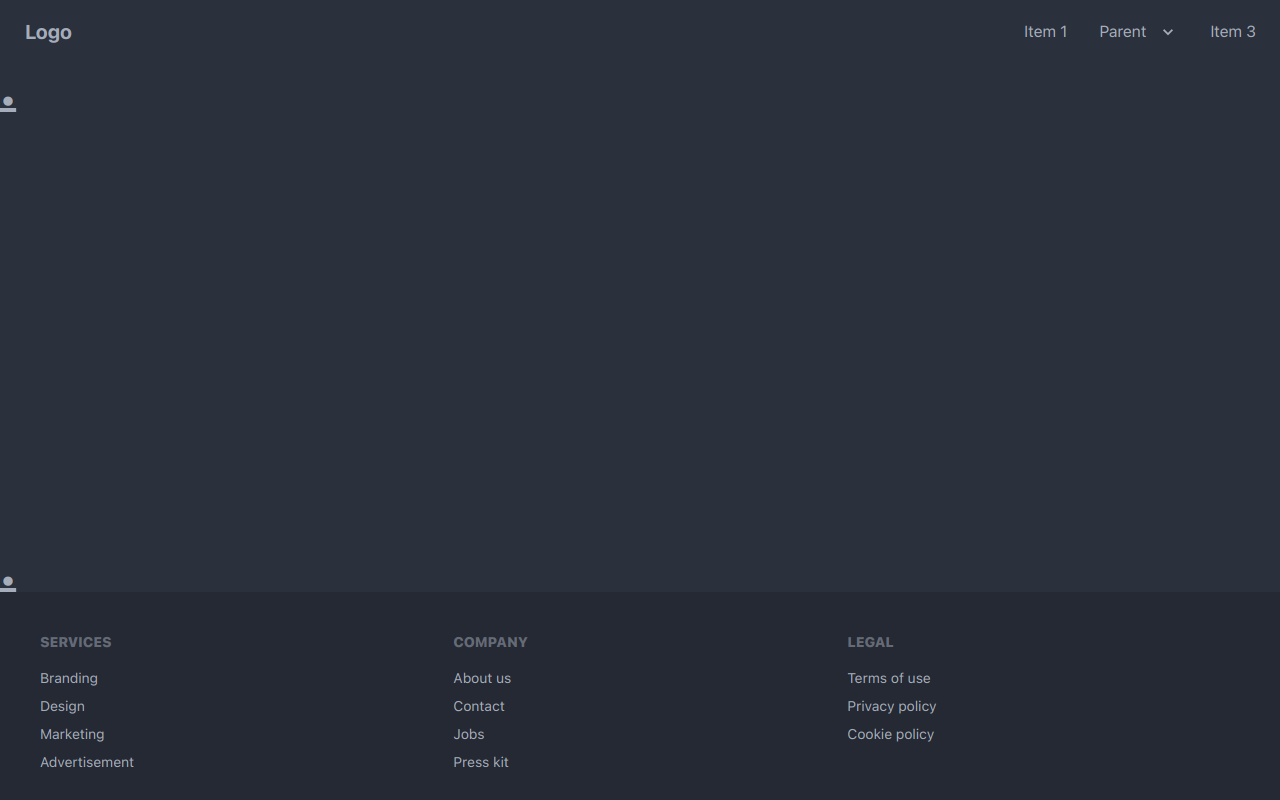 Logo
Item 1
Parent
Item 3
SERVICES
Branding
Design
Marketing
Advertisement
COMPANY
About us
Contact
Jobs
Press kit
LEGAL
Terms of use
Privacy policy
Cookie policy